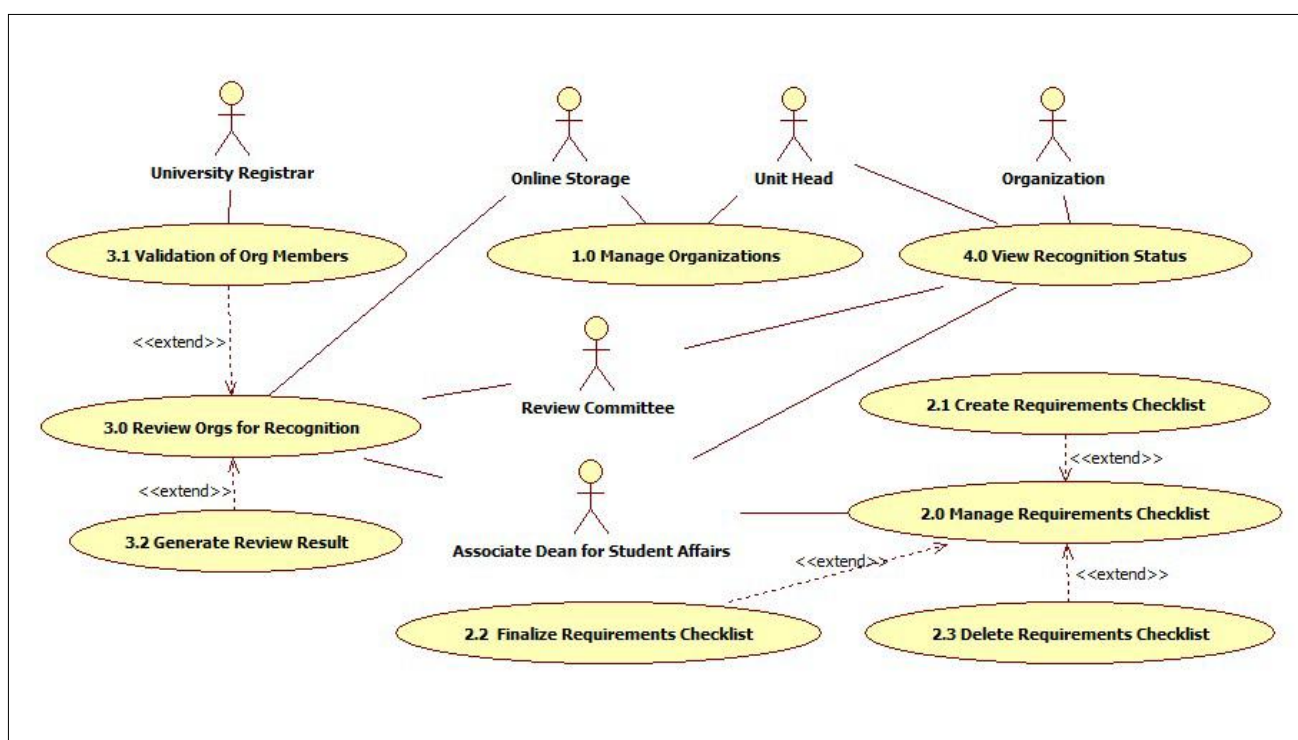 University Registrar
Online Storage
Unit Head
Organization
3.1 Validation of Org Members
1.0 Manage Organizations
4.0 View Recognition Status
<<extend>>
Review Committee
2.1 Create Requirements Checklist
3.0 Review Orgs for Recognition
<<extend>>
<<extend>>
2.0 Manage Requirements Checklist
3.2 Generate Review Result
Associate Dean for Student Affairs
<<extend>>
<<extend>>
2.2 Finalize Requirements Checklist
2.3 Delete Requirements Checklist